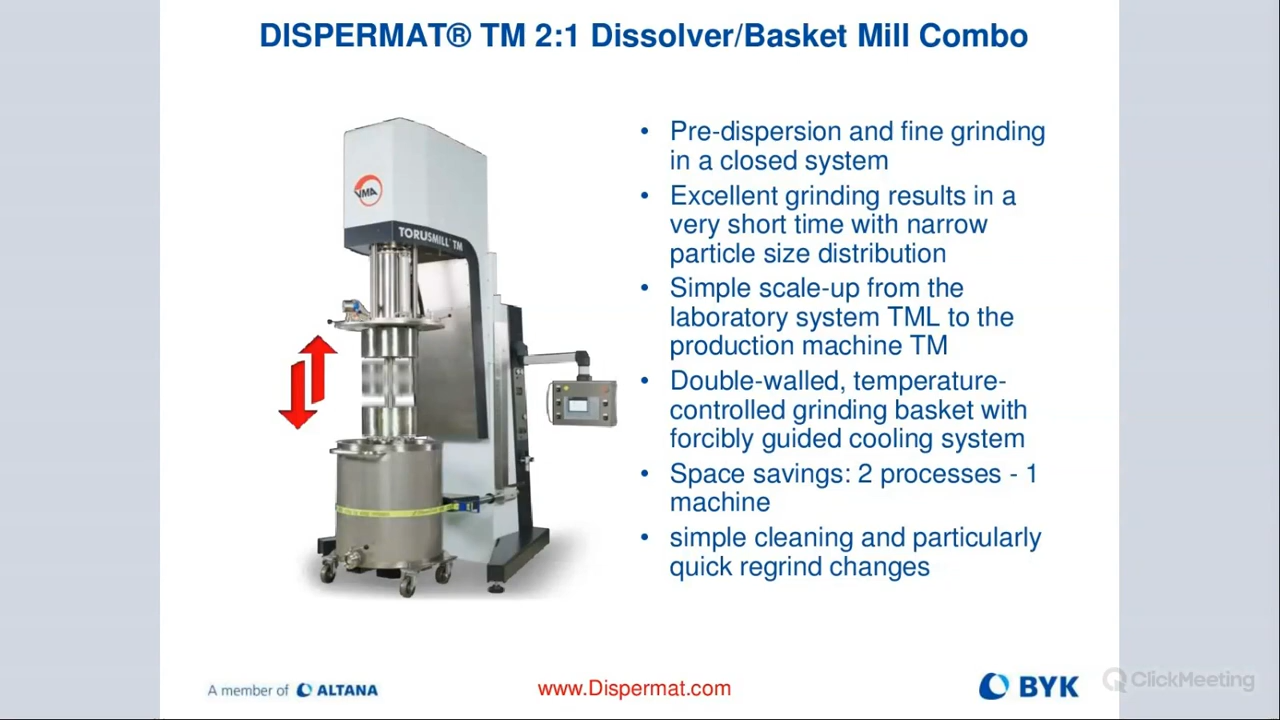 DISPERMAT® TM 2:1 Dissolver/Basket Mill Combo
VMA
TORUSMILL® TM
• Pre-dispersion and fine grinding
in a closed system
• Excellent grinding results in a
very short time with narrow
particle size distribution
• Simple scale-up from the
laboratory system TML to the
production machine TM
• Double-walled, temperature-
controlled grinding basket with
forcibly guided cooling system
• Space savings: 2 processes - 1
machine
• simple cleaning and particularly
quick regrind changes
A member of ALTANA
www.Dispermat.com
BYK
ClickMeeting